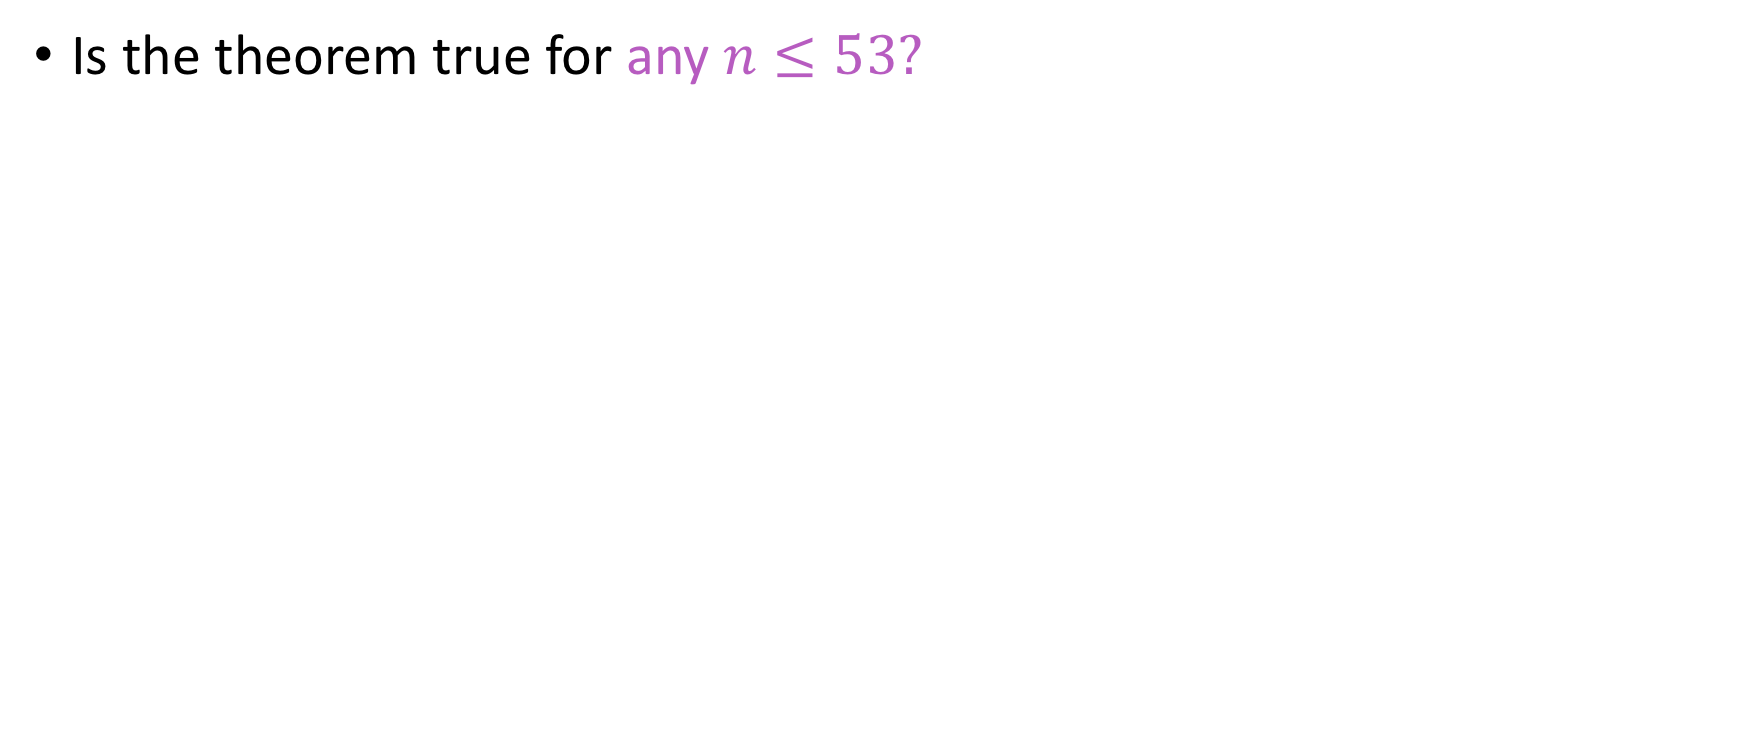 • Is the theorem true for any n ≤ 53?